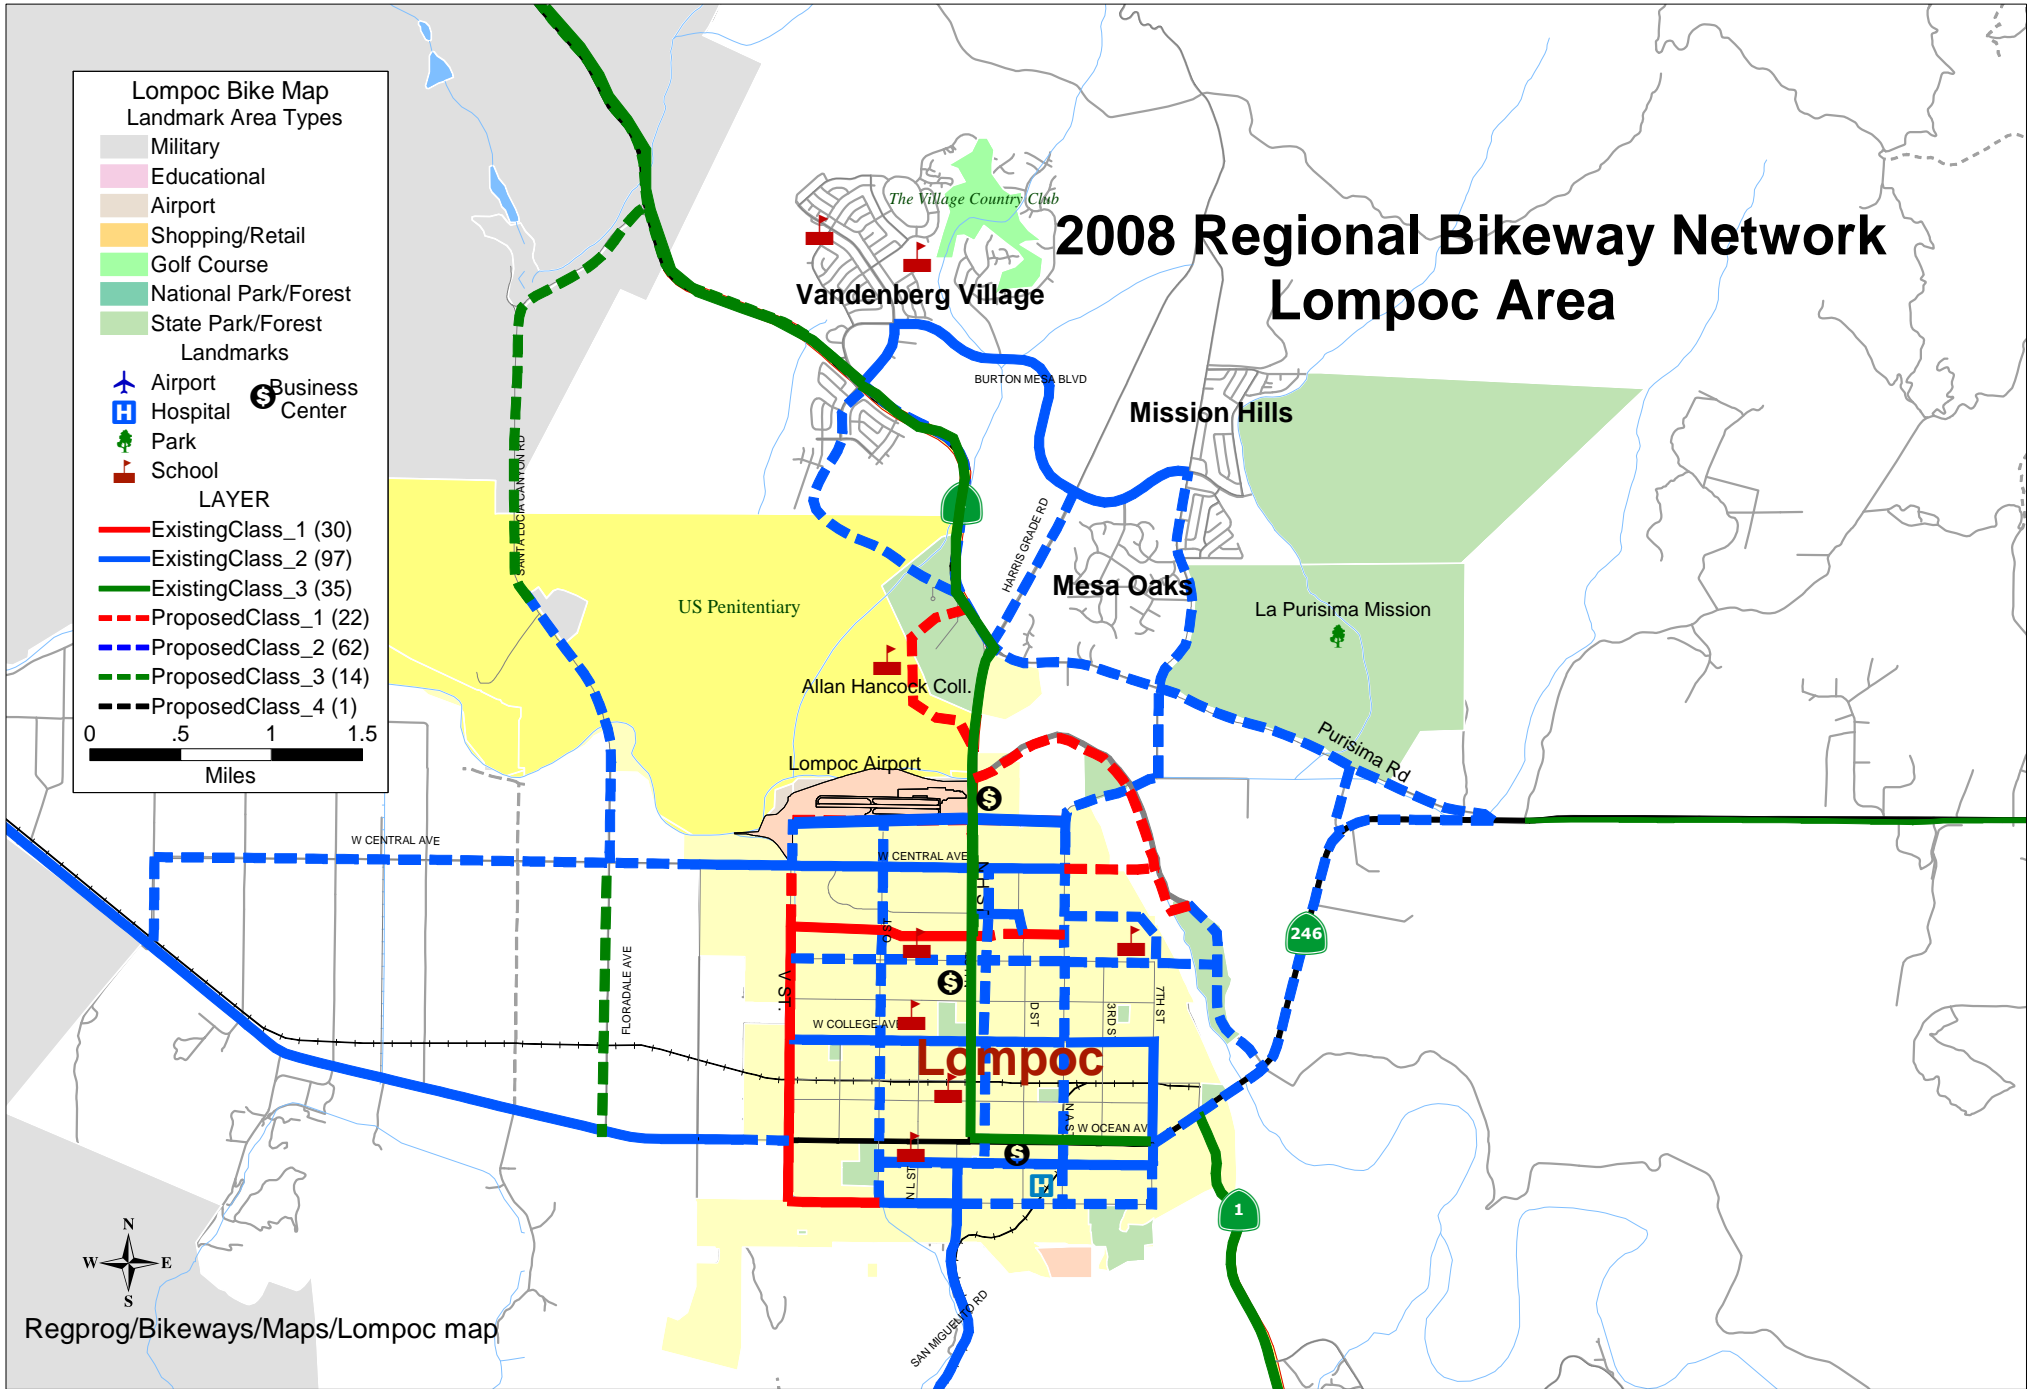 Lompoc Bike Map
Landmark Area Types
Military
Educational
Airport
Shopping/Retail
Golf Course
National Park/Forest
State Park/Forest
Landmarks
Airport
$ Business
Center
Hospital
H
Park
School
LAYER
ExistingClass_1 (30)
ExistingClass_2 (97)
ExistingClass_3 (35)
ProposedClass_1 (22)
ProposedClass_2 (62)
ProposedClass_3 (14)
ProposedClass_4 (1)
0 .5 1 1.5
Miles
2008 Regional Bikeway Network
Lompoc Area
The Village Country Club
Vandenberg Village
BURTON MESA BLVD
Mission Hills
SANTA LUCIA CANYON RD
HARRIS GRADE RD
Mesa Oaks
US Penitentiary
La Purisima Mission
Allan Hancock Coll.
Purisima Rd
Lompoc Airport
$
W CENTRAL AVE
W CENTRAL AVE
N H ST
O ST
246
FLORADALE AVE
V ST.
$
D ST
3RD S
7TH ST
W COLLEGE AVE
Lompoc
N A ST
W OCEAN AV
$
N L ST
H
1
SAN MIGUELITO RD
N
W E
S
Regprog/Bikeways/Maps/Lompoc map